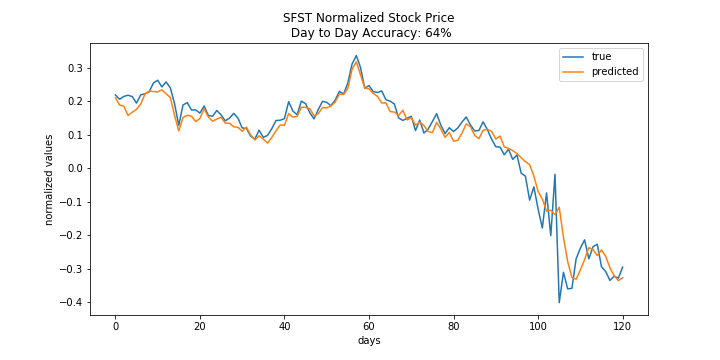 SFST Normalized Stock Price
Day to Day Accuracy: 64%
true
predicted
normalized values
0.3
0.2
0.1
0.0
−0.1
−0.2
−0.3
−0.4
0 20 40 60 80 100 120
days